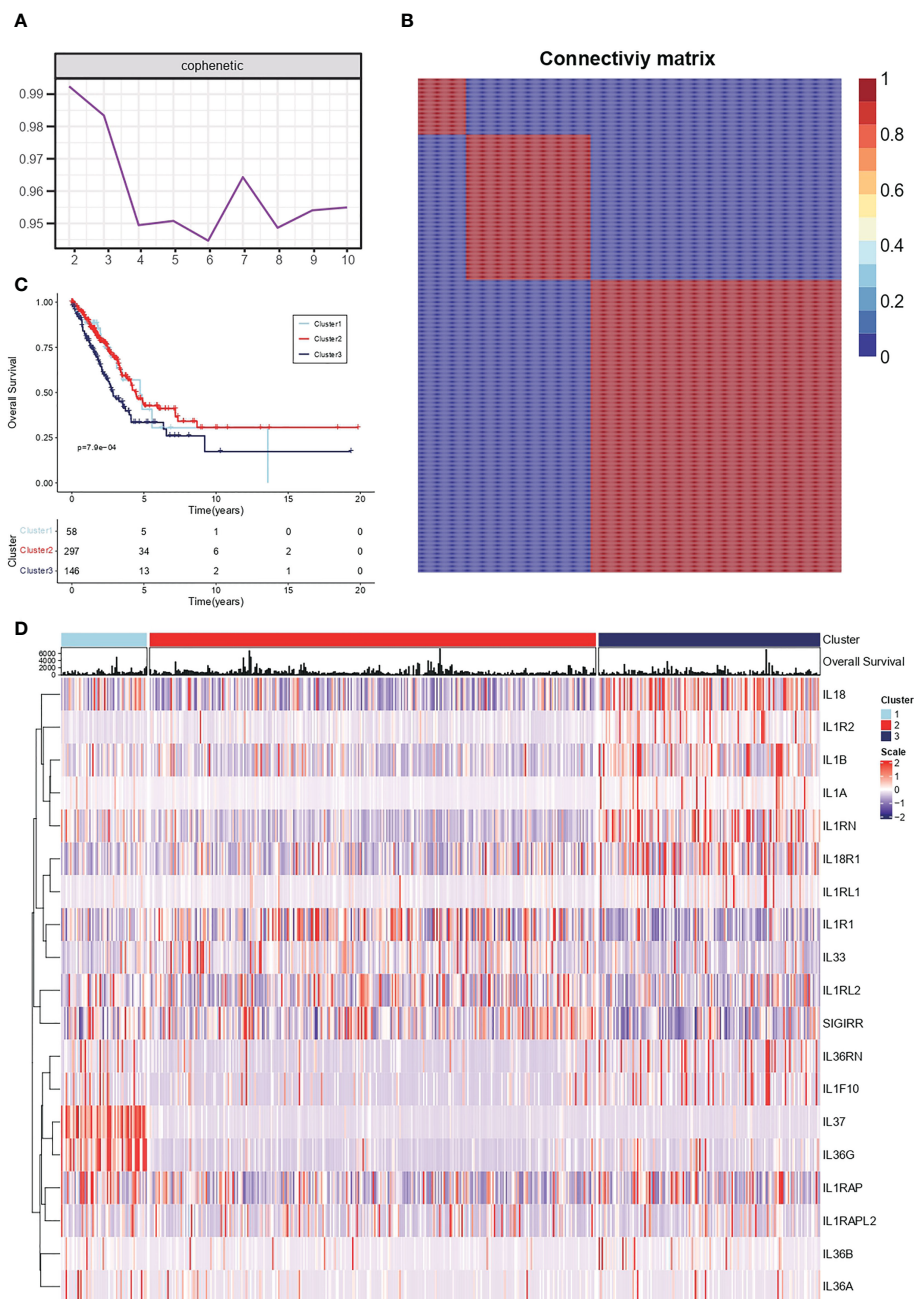 A
B
cophenetic
0.99
0.98
0.97
0.96
0.95
2 3 4 5 6 7 8 9 10
Connectiviy matrix
1
0.8
0.6
0.4
0.2
0
C
Overall Survival
1.00
0.75
0.50
0.25
0.00
Cluster1
Cluster2
Cluster3
p=7.9e−04
0 5 10 15 20
Time(years)
Cluster
Cluster1 58 5 1 0 0
Cluster2 297 34 6 2 0
Cluster3 146 13 2 1 0
0 5 10 15 20
Time(years)
D
Cluster
6000
4000
2000
0
Overall Survival
IL18
IL1R2
IL1B
IL1A
IL1RN
IL18R1
IL1RL1
IL1R1
IL33
IL1RL2
SIGIRR
IL36RN
IL1F10
IL37
IL36G
IL1RAP
IL1RAPL2
IL36B
IL36A
Cluster
1
2
3
Scale
2
1
0
−1
−2